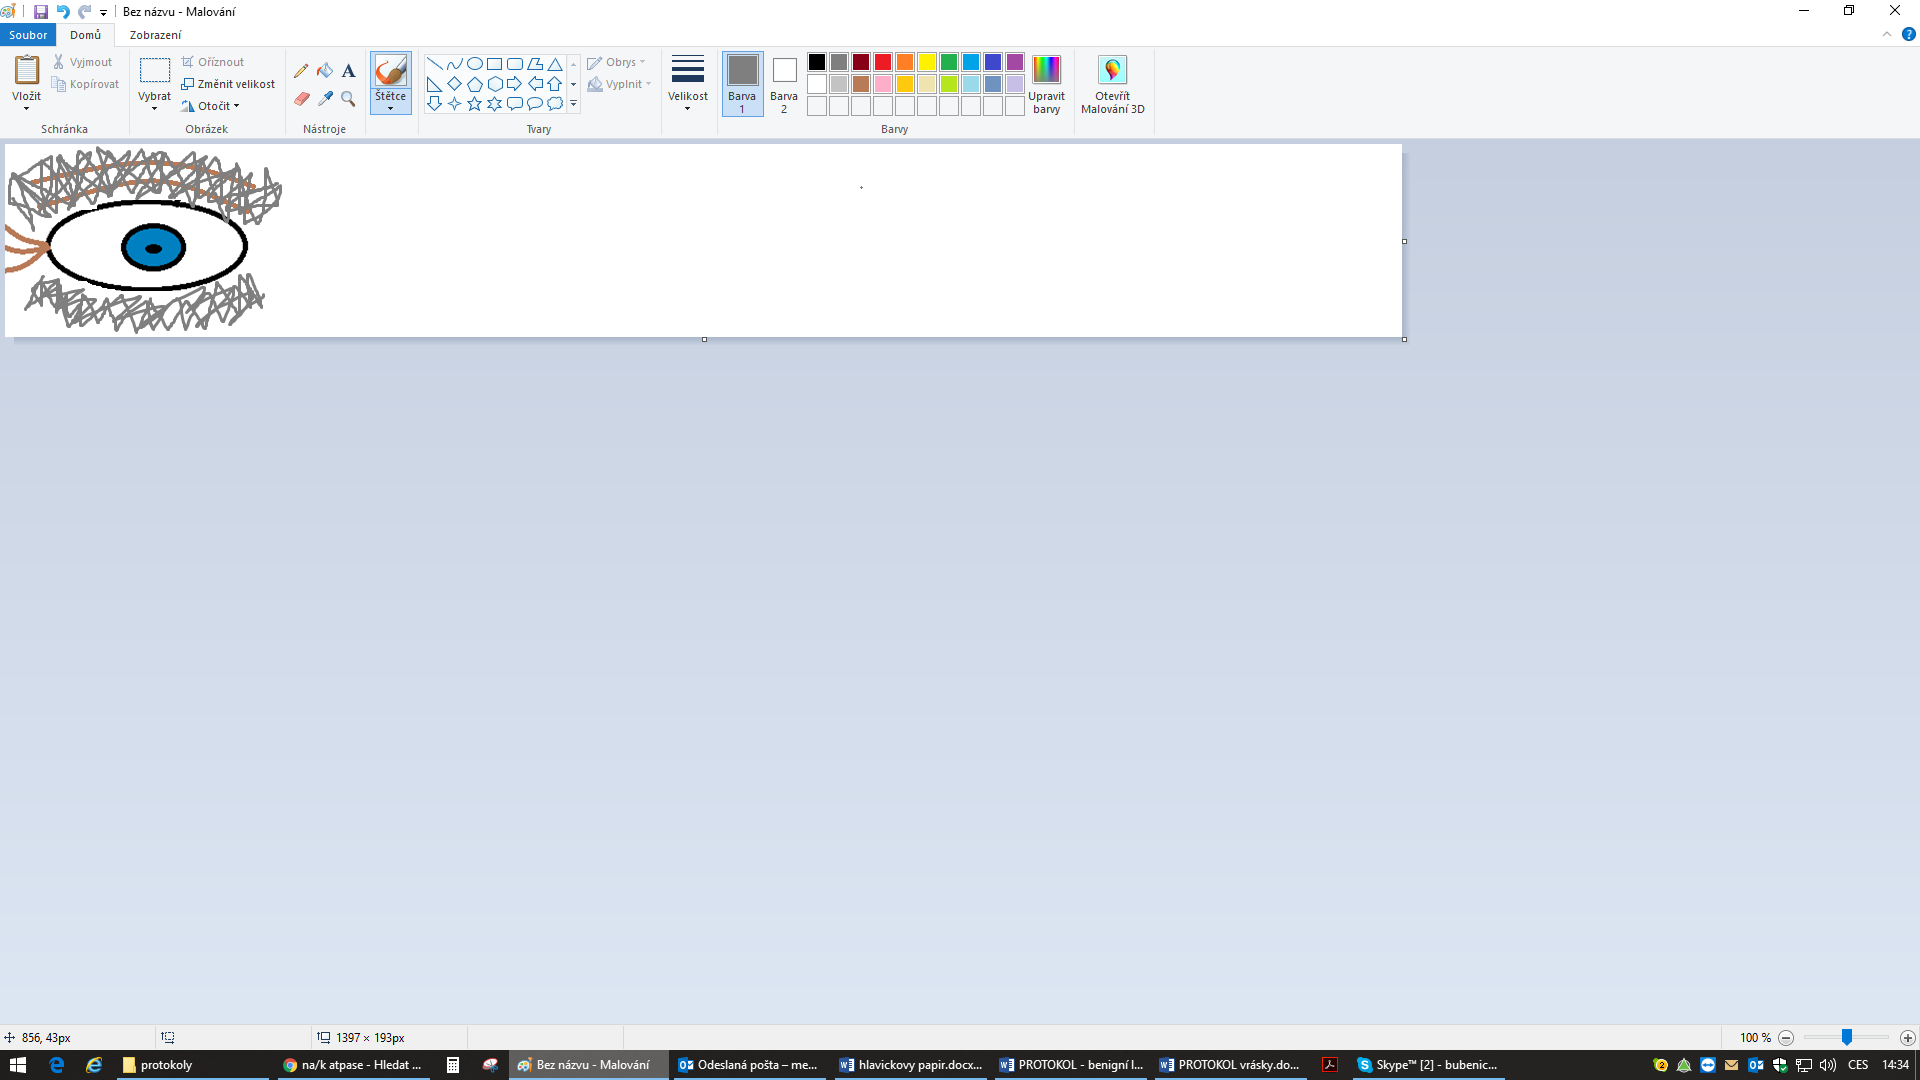 Bez názvu - Malování
Soubor
Domů
Zobrazení
Vložit
Vyjmout
Kopírovat
Schránka
Vybrat
Oříznout
Změnit velikost
Otočit
Obrázek
A
Nástroje
Štětce
Tvary
Obrys
Vyplnit
Velikost
Barva 1
Barva 2
Barvy
Upravit barvy
Otevřít Malování 3D
856, 43px
1397 × 193px
100 %
protokoly
na/k atpase - Hledat ...
Bez názvu - Malování
Odeslaná pošta – me...
hlavickovy papir.docx...
PROTOKOL - benigní l...
PROTOKOL vrásky.do...
Skype™ [2] - bubenic...
CES
14:34